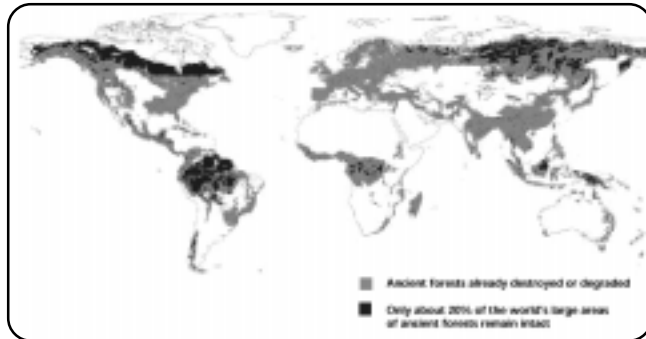 Ancient forests already destroyed or degraded
Only about 20% of the world's large areas
of ancient forests remain intact